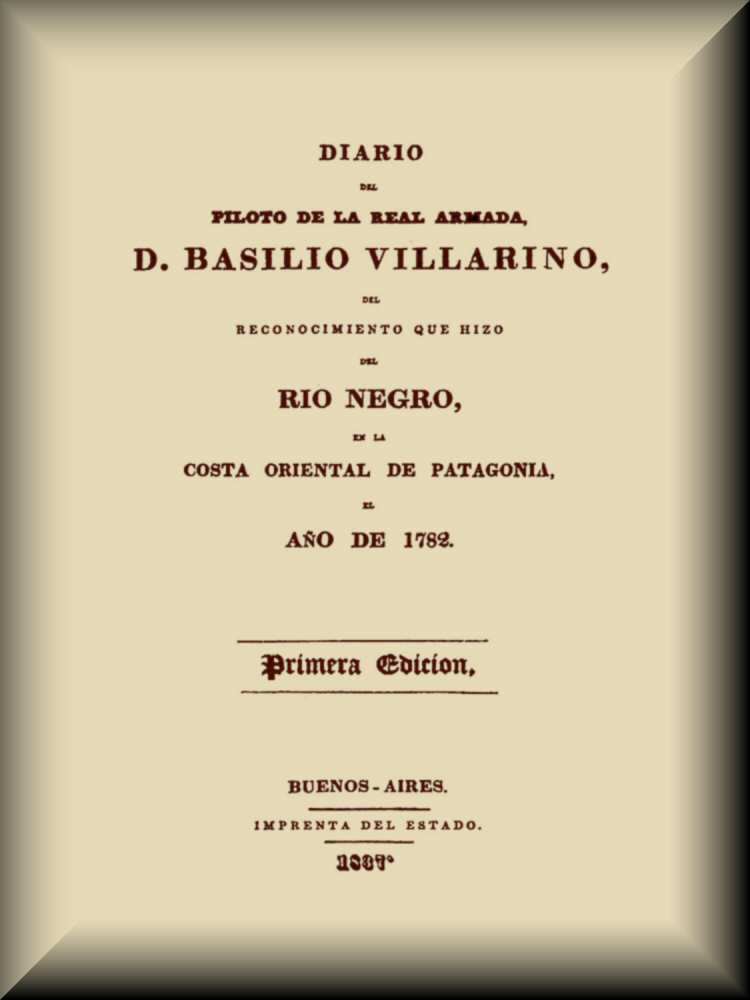 DIARIO
DEL
PILOTO DE LA REAL ARMADA,
D. BASILIO VILLARINO,
DEL
RECONOCIMIENTO QUE HIZO
DEL
RIO NEGRO,
EN LA
COSTA ORIENTAL DE PATAGONIA,
EL
AÑO DE 1782.
Primera Edicion.
BUENOS-AIRES.
IMPRENTA DEL ESTADO.
1837.